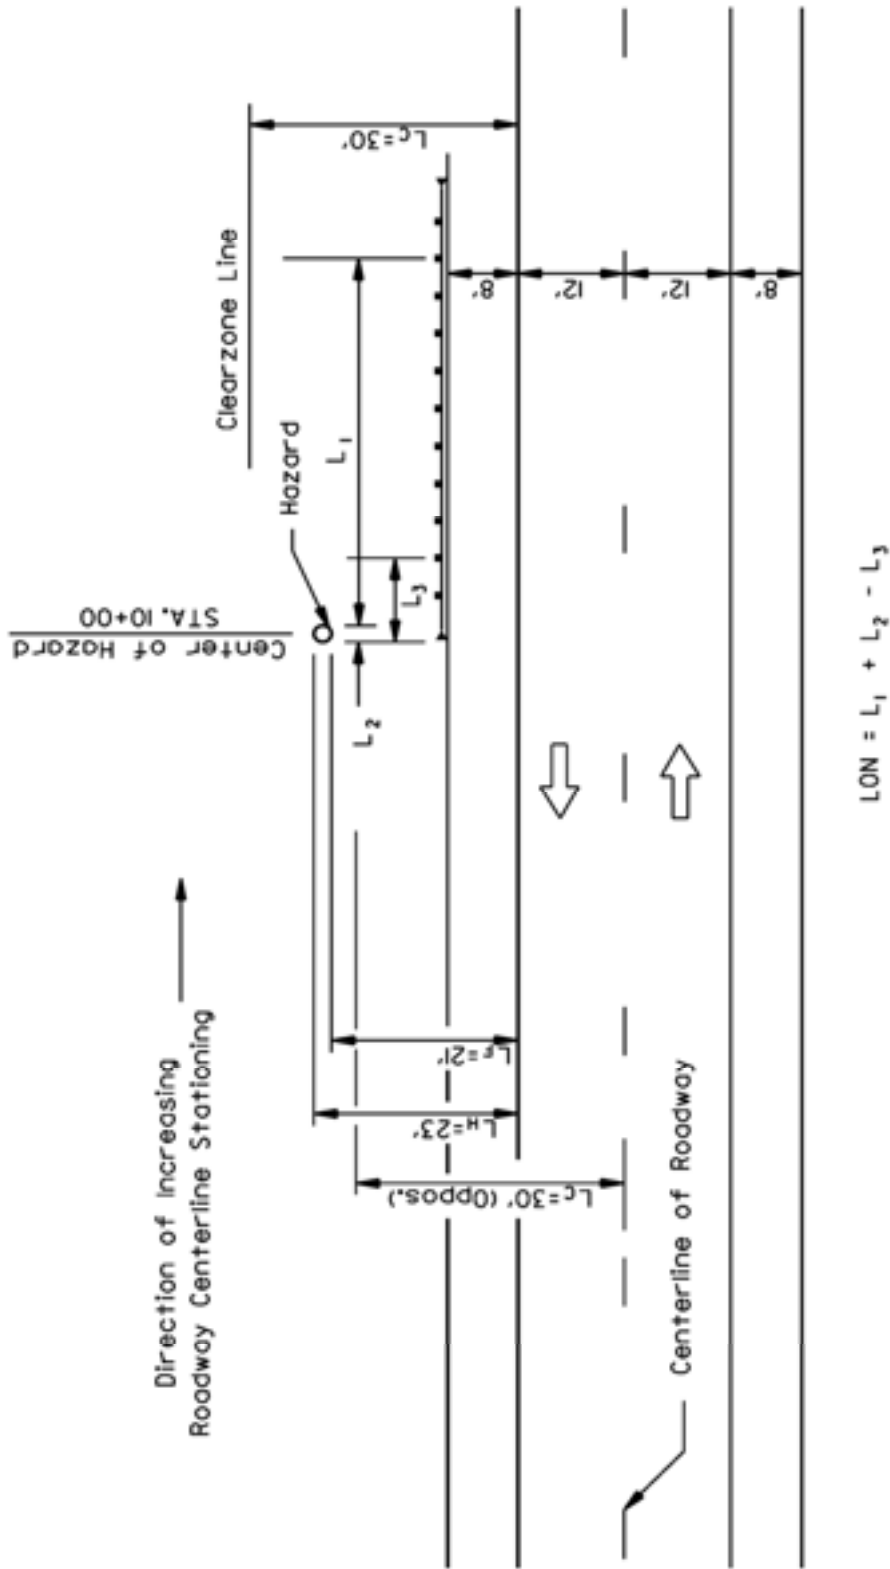 Direction of Increasing
Roadway Centerline Stationing
Center of Hazard
STA. 10+00
Clearzone Line
Hazard
L1
L2
L3
LC=30'
LF=21'
LH=23'
LC=30' (Oppos.)
8'
12'
12'
8'
Centerline of Roadway
LON = L1 + L2 - L3